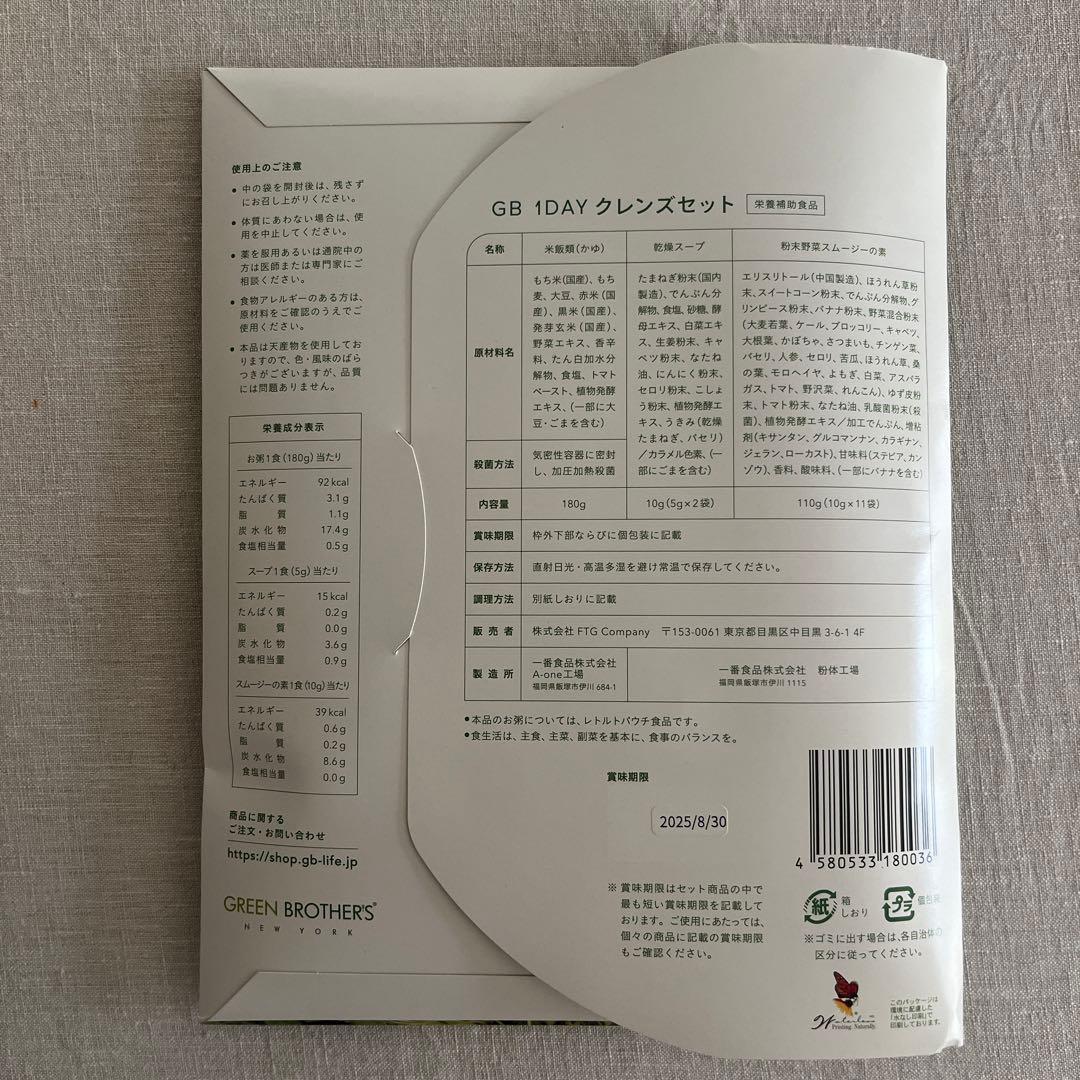 使用上のご注意
● 中の袋を開封後は、残さず
にお召し上がりください。
● 体質にあわない場合は、使
用を中止してください。
● 薬を服用あるいは通院中の
方は医師または専門家にご
相談ください。
● 食物アレルギーのある方は、
原材料をご確認のうえでご
使用ください。
● 本品は天産物を使用してお
りますので、色・風味のばら
つきがございますが、品質
には問題ありません。
栄養成分表示
お粥1食(180g)当たり
エネルギー 92kcal
たんぱく質 3.1g
脂質 1.1g
炭水化物 17.4g
食塩相当量 0.5g
スープ1食(5g)当たり
エネルギー 15kcal
たんぱく質 0.2g
脂質 0.0g
炭水化物 3.6g
食塩相当量 0.9g
スムージーの素1食(10g)当たり
エネルギー 39kcal
たんぱく質 0.6g
脂質 0.2g
炭水化物 8.6g
食塩相当量 0.0g
商品に関する
ご注文・お問い合わせ
https://shop.gb-life.jp
GREEN BROTHER'S®
NEW YORK
GB 1DAY クレンズセット 栄養補助食品
名称 米飯類(かゆ) 乾燥スープ 粉末野菜スムージーの素
原材料名
もち米(国産)、もち
麦、大豆、赤米(国
産)、黒米(国産)、
発芽玄米(国産)、
野菜エキス、香辛
料、たん白加水分
解物、食塩、トマト
ペースト、植物発酵
エキス、(一部に大
豆・ごまを含む)
たまねぎ粉末(国内
製造)、でんぷん分
解物、食塩、砂糖、酵
母エキス、白菜エキ
ス、生姜粉末、キャ
ベツ粉末、なたね
油、にんにく粉末、
セロリ粉末、こしょ
う粉末、植物発酵エ
キス、うきみ(乾燥
たまねぎ、パセリ)
/カラメル色素、(一
部にごまを含む)
エリスリトール(中国製造)、ほうれん草粉
末、スイートコーン粉末、でんぷん分解物、グ
リンピース粉末、バナナ粉末、野菜混合粉末
(大麦若葉、ケール、ブロッコリー、キャベツ、
大根葉、かぼちゃ、さつまいも、チンゲン菜、
パセリ、人参、セロリ、苦瓜、ほうれん草、桑
の葉、モロヘイヤ、よもぎ、白菜、アスパラ
ガス、トマト、野沢菜、れんこん)、ゆず皮粉
末、トマト粉末、なたね油、乳酸菌粉末(殺
菌)、植物発酵エキス/加工でんぷん、増粘
剤(キサンタン、グルコマンナン、カラギナン、
ジェラン、ローカスト)、甘味料(ステビア、カン
ゾウ)、香料、酸味料、(一部にバナナを含む)
殺菌方法
気密性容器に密封
し、加圧加熱殺菌
内容量 180g 10g(5g×2袋) 110g(10g×11袋)
賞味期限 枠外下部ならびに個包装に記載
保存方法 直射日光・高温多湿を避け常温で保存してください。
調理方法 別紙しおりに記載
販売者 株式会社 FTG Company 〒153-0061 東京都目黒区中目黒 3-6-1 4F
製造所
一番食品株式会社
A-one工場
福岡県飯塚市伊川 684-1
一番食品株式会社 粉体工場
福岡県飯塚市伊川 1115
●本品のお粥については、レトルトパウチ食品です。
●食生活は、主食、主菜、副菜を基本に、食事のバランスを。
賞味期限
2025/8/30
4 580533 180036
※賞味期限はセット商品の中で
最も短い賞味期限を記載して
おります。ご使用にあたっては、
個々の商品に記載の賞味期限
もご確認ください。
紙 箱 しおり
プラ 個包装
※ゴミに出す場合は、各自治体の
区分に従ってください。
Waterless
Printing. Naturally.
このパッケージは
環境に配慮した
「水なし印刷」で
印刷しております。